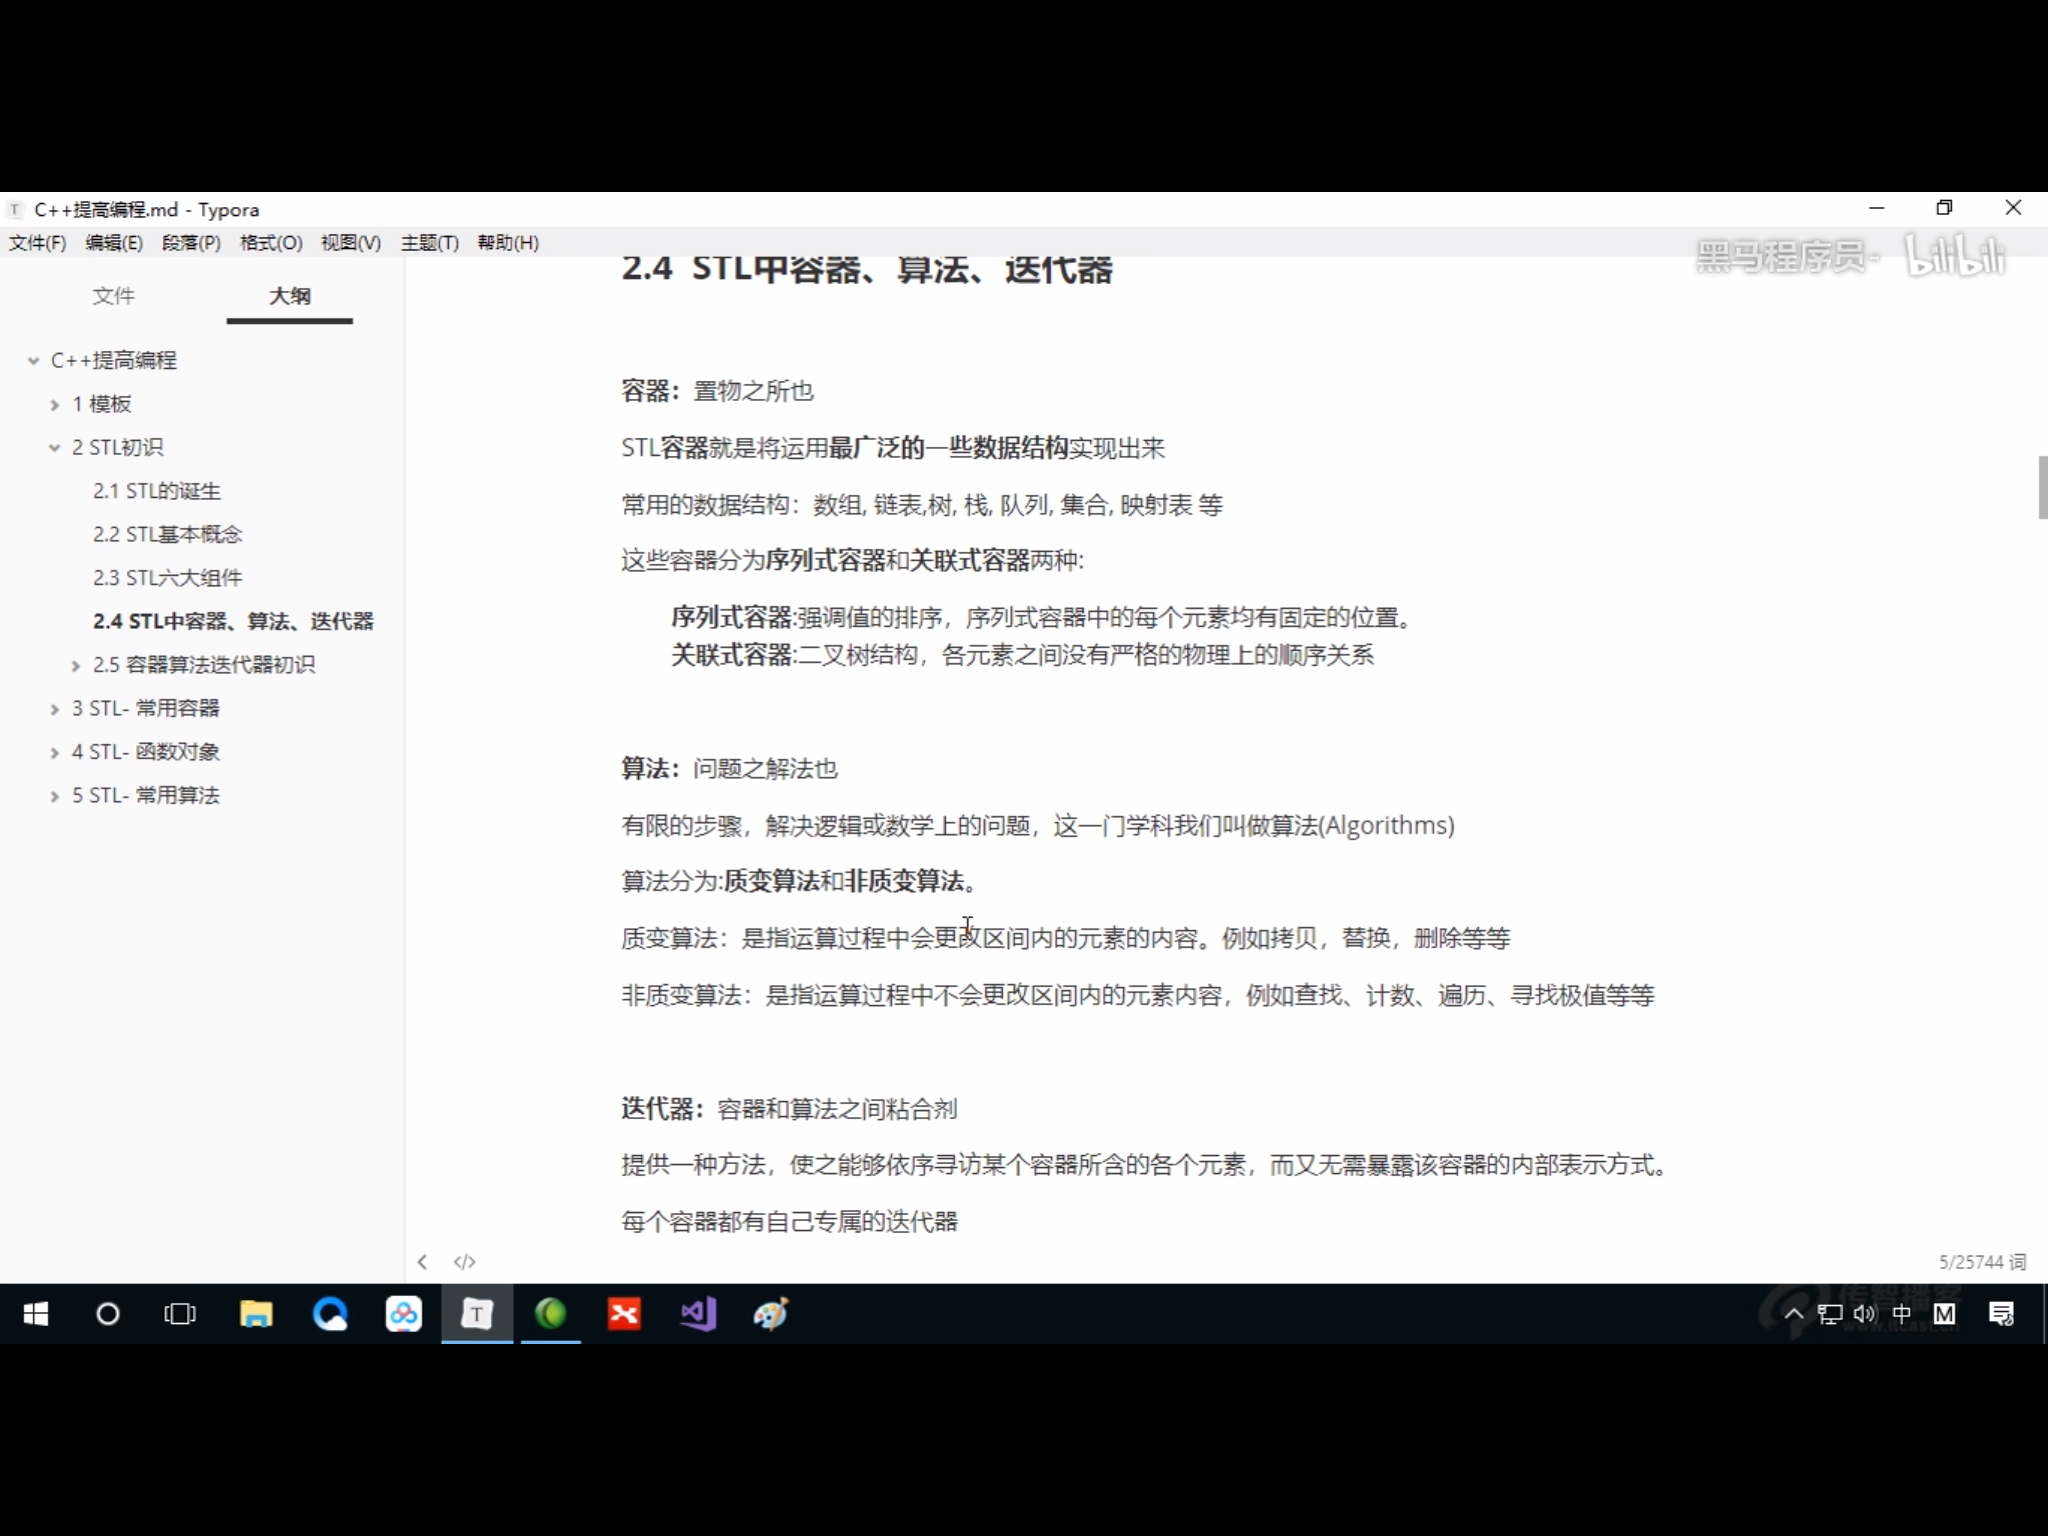 C++提高编程.md - Typora
文件(F) 编辑(E) 段落(P) 格式(O) 视图(V) 主题(T) 帮助(H)
黑马程序员- bilibili
文件 大纲
C++提高编程
1 模板
2 STL初识
2.1 STL的诞生
2.2 STL基本概念
2.3 STL六大组件
2.4 STL中容器、算法、迭代器
2.5 容器算法迭代器初识
3 STL- 常用容器
4 STL- 函数对象
5 STL- 常用算法
2.4 STL中容器、算法、迭代器
容器：置物之所也
STL容器就是将运用最广泛的一些数据结构实现出来
常用的数据结构：数组, 链表,树, 栈, 队列, 集合, 映射表 等
这些容器分为序列式容器和关联式容器两种:
序列式容器:强调值的排序，序列式容器中的每个元素均有固定的位置。
关联式容器:二叉树结构，各元素之间没有严格的物理上的顺序关系
算法：问题之解法也
有限的步骤，解决逻辑或数学上的问题，这一门学科我们叫做算法(Algorithms)
算法分为:质变算法和非质变算法。
质变算法：是指运算过程中会更改区间内的元素的内容。例如拷贝，替换，删除等等
非质变算法：是指运算过程中不会更改区间内的元素内容，例如查找、计数、遍历、寻找极值等等
迭代器：容器和算法之间粘合剂
提供一种方法，使之能够依序寻访某个容器所含的各个元素，而又无需暴露该容器的内部表示方式。
每个容器都有自己专属的迭代器
5/25744 词
传智播客
www.itcast.cn
中 M